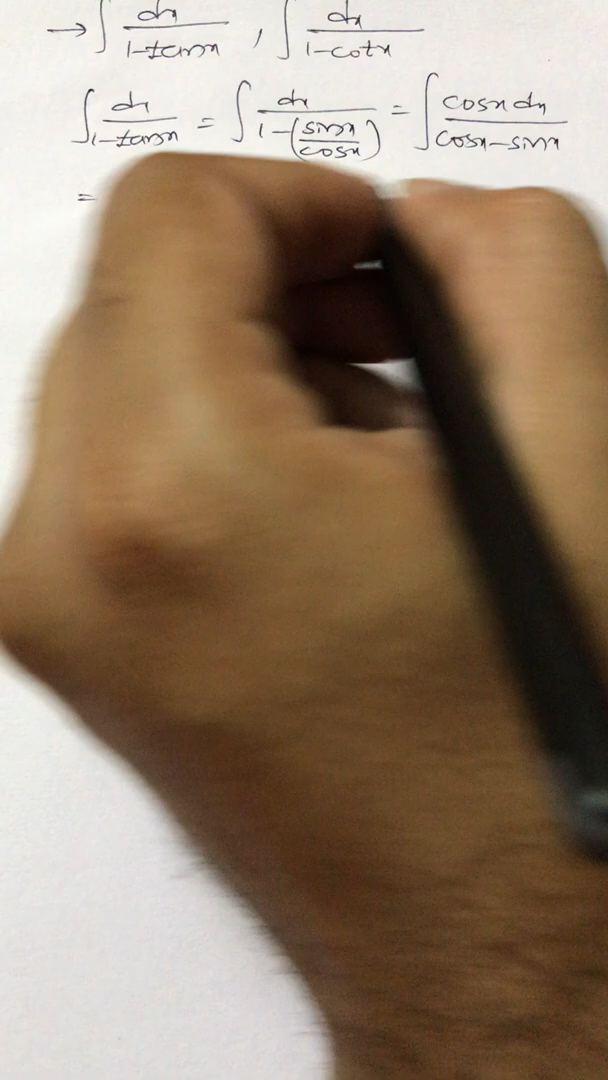 → ∫ dx / 1-tanx , ∫ dx / 1-cotx
∫ dx / 1-tanx = ∫ dx / 1-(sinx/cosx) = ∫ cosx dx / cosx-sinx
=